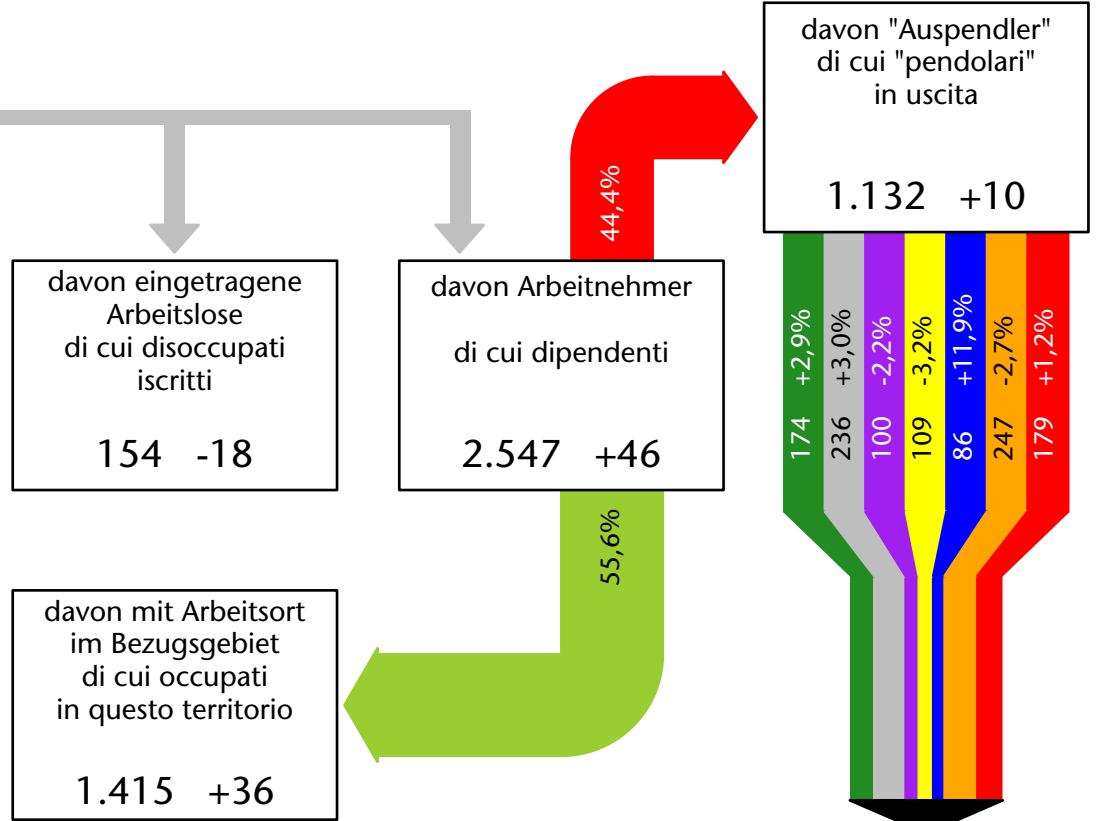 davon "Auspendler"
di cui "pendolari"
in uscita
1.132 +10
44,4%
davon eingetragene
Arbeitslose
di cui disoccupati
iscritti
154 -18
davon Arbeitnehmer
di cui dipendenti
2.547 +46
174 +2,9%
236 +3,0%
100 -2,2%
109 -3,2%
86 +11,9%
247 -2,7%
179 +1,2%
55,6%
davon mit Arbeitsort
im Bezugsgebiet
di cui occupati
in questo territorio
1.415 +36